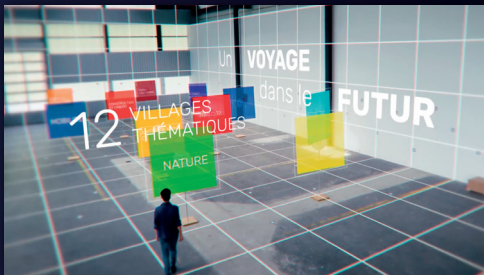 Un VOYAGE
dans le FUTUR
12 VILLAGES
THÉMATIQUES
NATURE